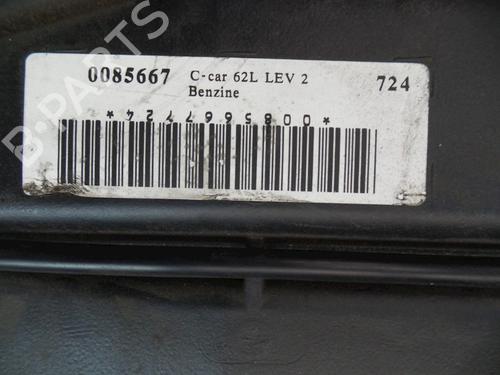 0085667 C-car 62L LEV 2 724
Benzine
*0085667724*
B-PARTS